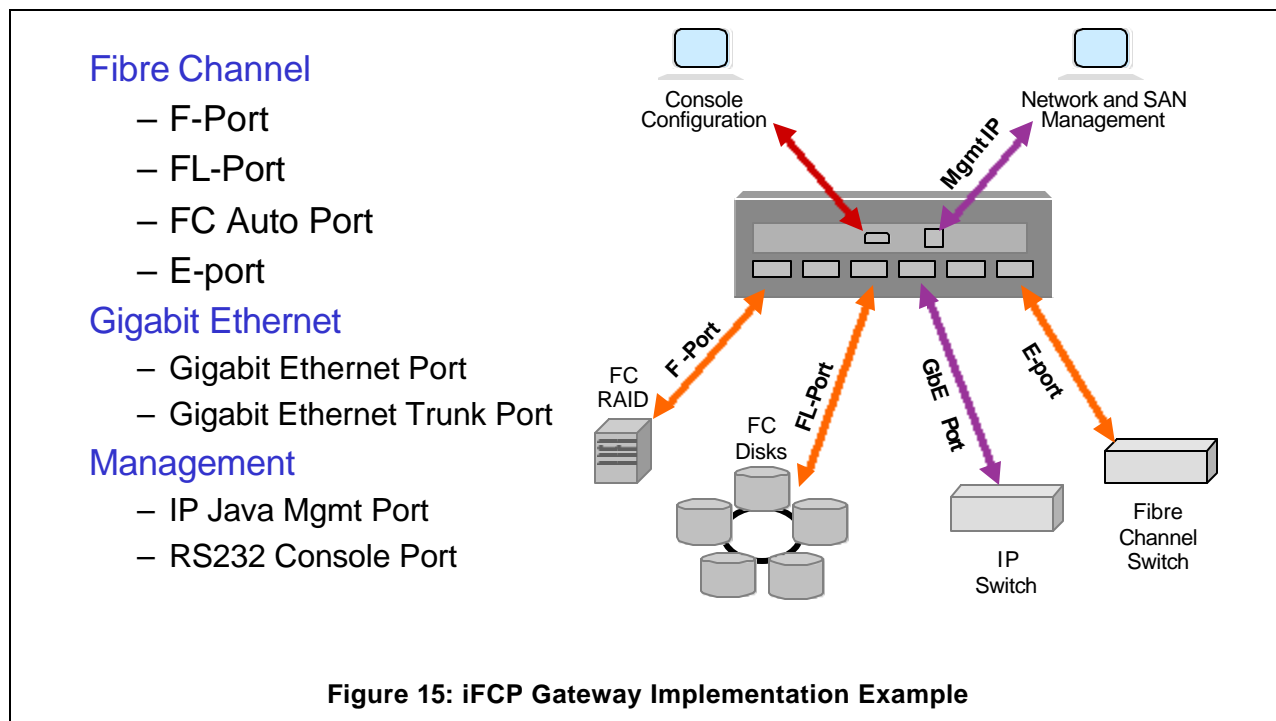 Fibre Channel
– F-Port
– FL-Port
– FC Auto Port
– E-port
Gigabit Ethernet
– Gigabit Ethernet Port
– Gigabit Ethernet Trunk Port
Management
– IP Java Mgmt Port
– RS232 Console Port
Console
Configuration
Network and SAN
Management
Mgmt IP
F -Port
FL-Port
GbE Port
E-port
FC
RAID
FC
Disks
IP
Switch
Fibre
Channel
Switch
Figure 15: iFCP Gateway Implementation Example